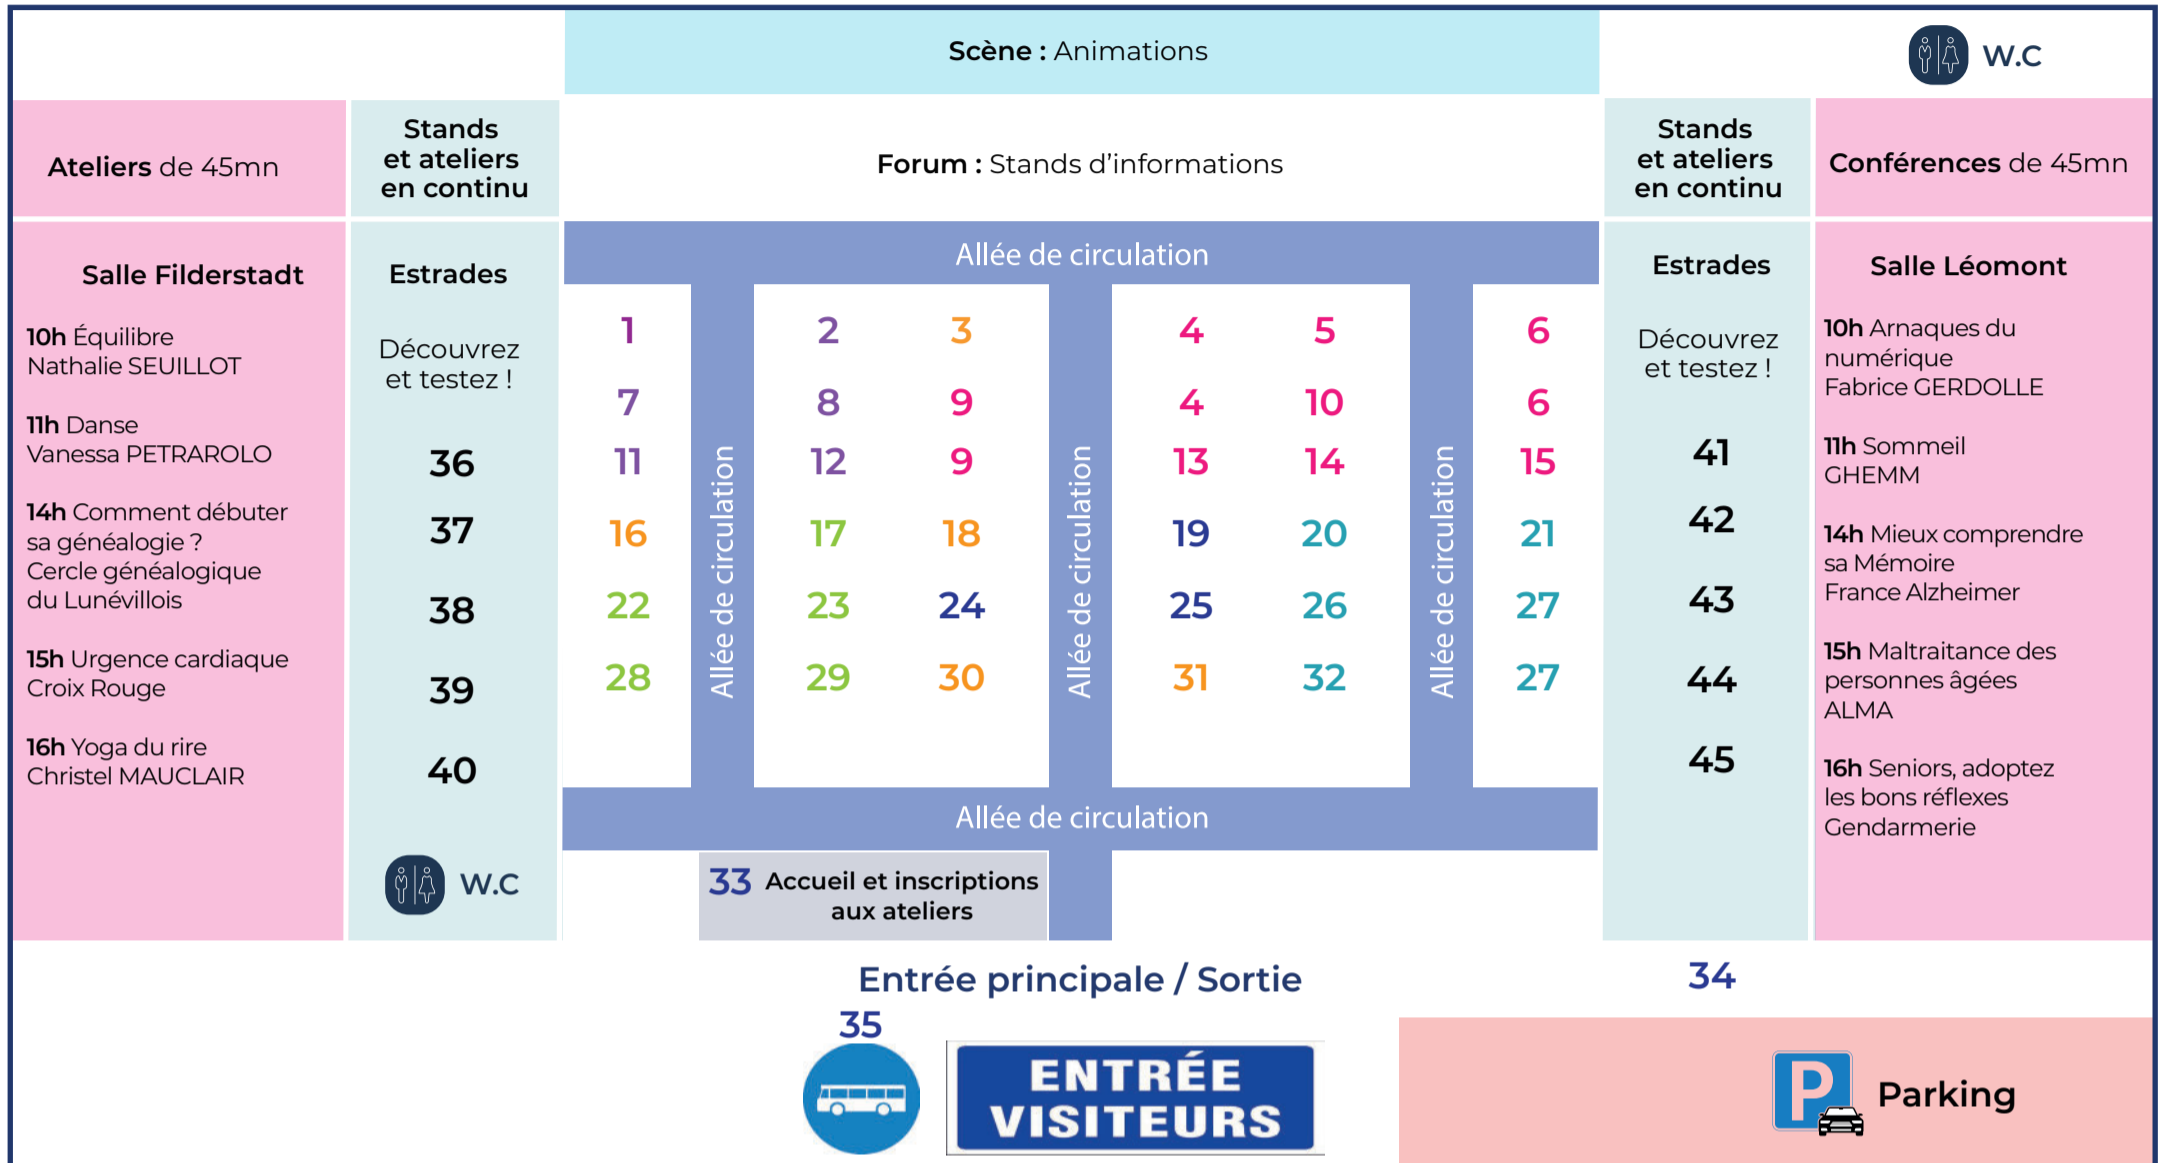 Scène : Animations
W.C
Ateliers de 45mn
Stands
et ateliers
en continu
Forum : Stands d'informations
Stands
et ateliers
en continu
Conférences de 45mn
Salle Filderstadt
10h Équilibre
Nathalie SEUILLOT
11h Danse
Vanessa PETRAROLO
14h Comment débuter
sa généalogie ?
Cercle généalogique
du Lunévillois
15h Urgence cardiaque
Croix Rouge
16h Yoga du rire
Christel MAUCLAIR
Estrades
Découvrez
et testez !
36
37
38
39
40
W.C
Allée de circulation
1 2 3 4 5 6
7 8 9 4 10 6
11 12 9 13 14 15
16 17 18 19 20 21
22 23 24 25 26 27
28 29 30 31 32 27
Allée de circulation
Allée de circulation
Allée de circulation
Allée de circulation
33 Accueil et inscriptions
aux ateliers
Estrades
Découvrez
et testez !
41
42
43
44
45
Salle Léomont
10h Arnaques du
numérique
Fabrice GERDOLLE
11h Sommeil
GHEMM
14h Mieux comprendre
sa Mémoire
France Alzheimer
15h Maltraitance des
personnes âgées
ALMA
16h Seniors, adoptez
les bons réflexes
Gendarmerie
Entrée principale / Sortie
34
35
ENTRÉE
VISITEURS
P
Parking